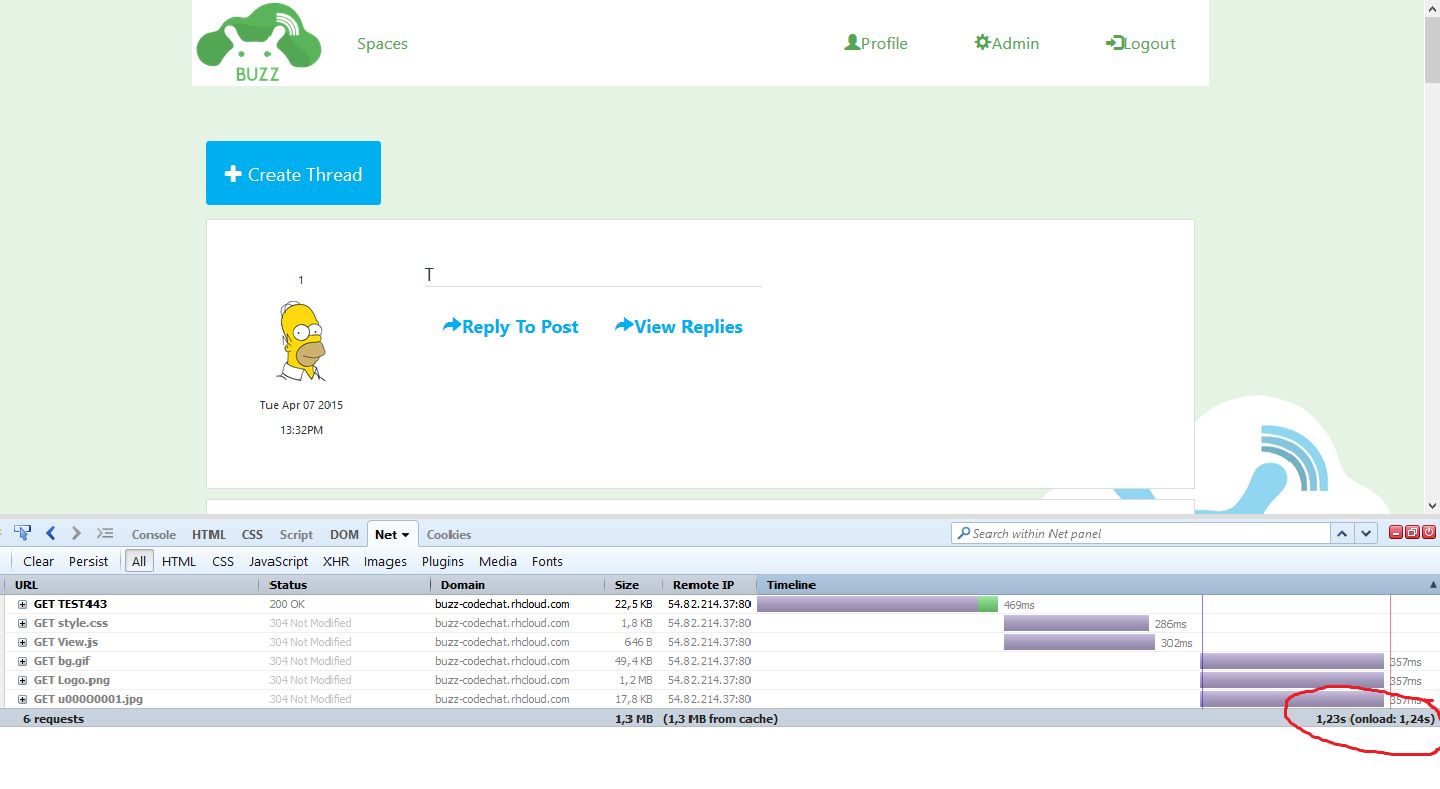 BUZZ
Spaces
Profile
Admin
Logout
Create Thread
1
T
Reply To Post
View Replies
Tue Apr 07 2015
13:32PM
Console HTML CSS Script DOM Net Cookies
Search within Net panel
Clear Persist All HTML CSS JavaScript XHR Images Plugins Media Fonts
URL Status Domain Size Remote IP Timeline
GET TEST443 200 OK buzz-codechat.rhcloud.com 22,5 KB 54.82.214.37:80 469ms
GET style.css 304 Not Modified buzz-codechat.rhcloud.com 1,8 KB 54.82.214.37:80 286ms
GET View.js 304 Not Modified buzz-codechat.rhcloud.com 646 B 54.82.214.37:80 302ms
GET bg.gif 304 Not Modified buzz-codechat.rhcloud.com 49,4 KB 54.82.214.37:80 357ms
GET Logo.png 304 Not Modified buzz-codechat.rhcloud.com 1,2 MB 54.82.214.37:80 357ms
GET u00000001.jpg 304 Not Modified buzz-codechat.rhcloud.com 17,8 KB 54.82.214.37:80 357ms
6 requests 1,3 MB (1,3 MB from cache) 1,23s (onload: 1,24s)